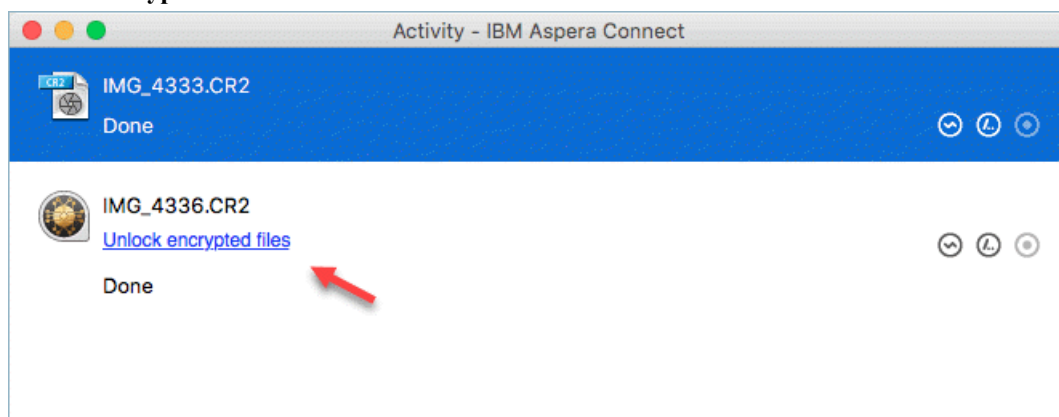 Activity - IBM Aspera Connect
CR2
IMG_4333.CR2
Done
IMG_4336.CR2
Unlock encrypted files
Done